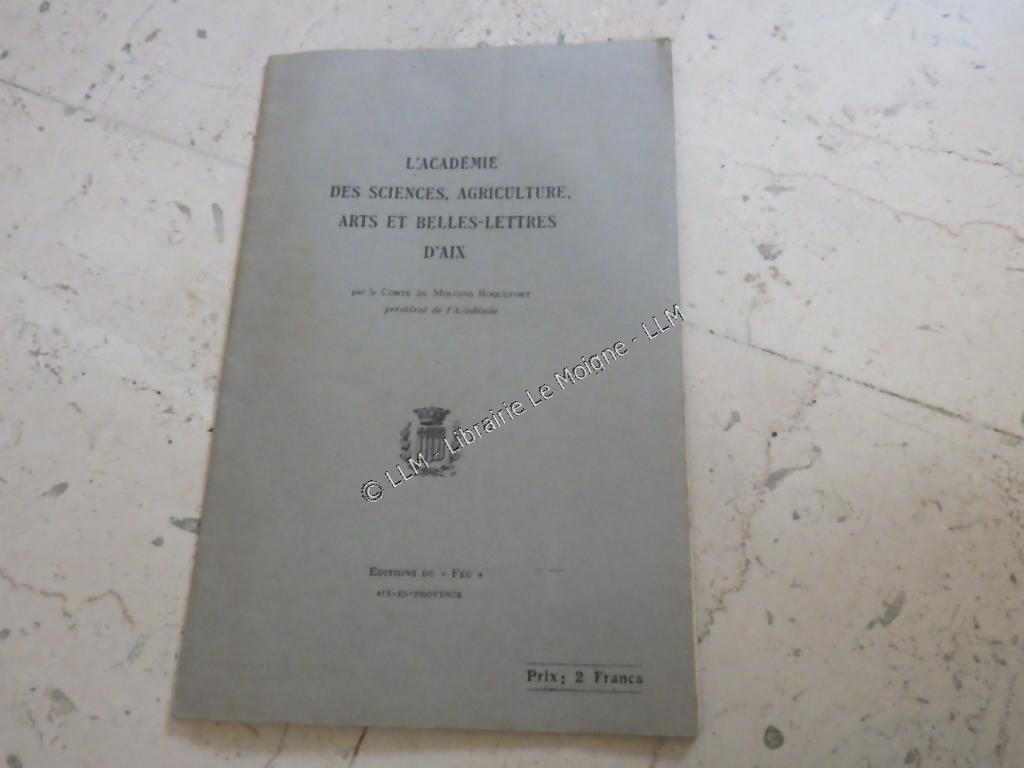 L'ACADÉMIE
DES SCIENCES, AGRICULTURE,
ARTS ET BELLES-LETTRES
D'AIX
par le COMTE DE MOUGINS ROQUEFORT
président de l'Académie
© LLM - Librairie Le Moigne - LLM
EDITIONS DU « FEU »
AIX-EN-PROVENCE
Prix: 2 Francs